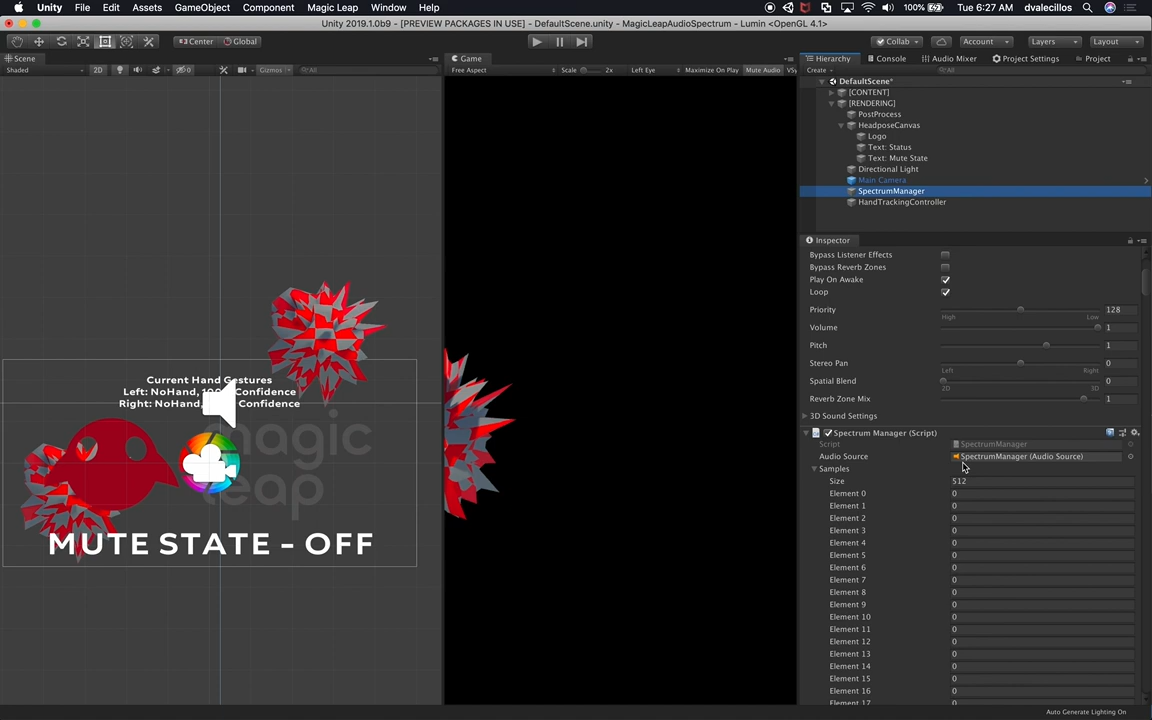 Unity File Edit Assets GameObject Component Magic Leap Window Help 100% Tue 6:27 AM dvalecillos
Unity 2019.1.0b9 - [PREVIEW PACKAGES IN USE] - DefaultScene.unity - MagicLeapAudioSpectrum - Lumin <OpenGL 4.1>
Center Global Collab Account Layers Layout
Scene Game Hierarchy Console Audio Mixer Project Settings Project
Shaded 2D 0 Gizmos All Free Aspect Scale 2x Left Eye Maximize On Play Mute Audio VSy Create All
DefaultScene*
[CONTENT]
[RENDERING]
PostProcess
HeadposeCanvas
Logo
Text: Status
Text: Mute State
Directional Light
Main Camera
SpectrumManager
HandTrackingController
Inspector
Bypass Listener Effects
Bypass Reverb Zones
Play On Awake
Loop
Priority 128
High Low
Volume 1
Pitch 1
Stereo Pan 0
Left Right
Spatial Blend 0
2D 3D
Reverb Zone Mix 1
3D Sound Settings
Spectrum Manager (Script)
Script SpectrumManager
Audio Source SpectrumManager (Audio Source)
Samples
Size 512
Element 0 0
Element 1 0
Element 2 0
Element 3 0
Element 4 0
Element 5 0
Element 6 0
Element 7 0
Element 8 0
Element 9 0
Element 10 0
Element 11 0
Element 12 0
Element 13 0
Element 14 0
Element 15 0
Element 16 0
Element 17 0
Current Hand Gestures
Left: NoHand, Confidence
Right: NoHand, Confidence
magic
leap
MUTE STATE - OFF
Auto Generate Lighting On